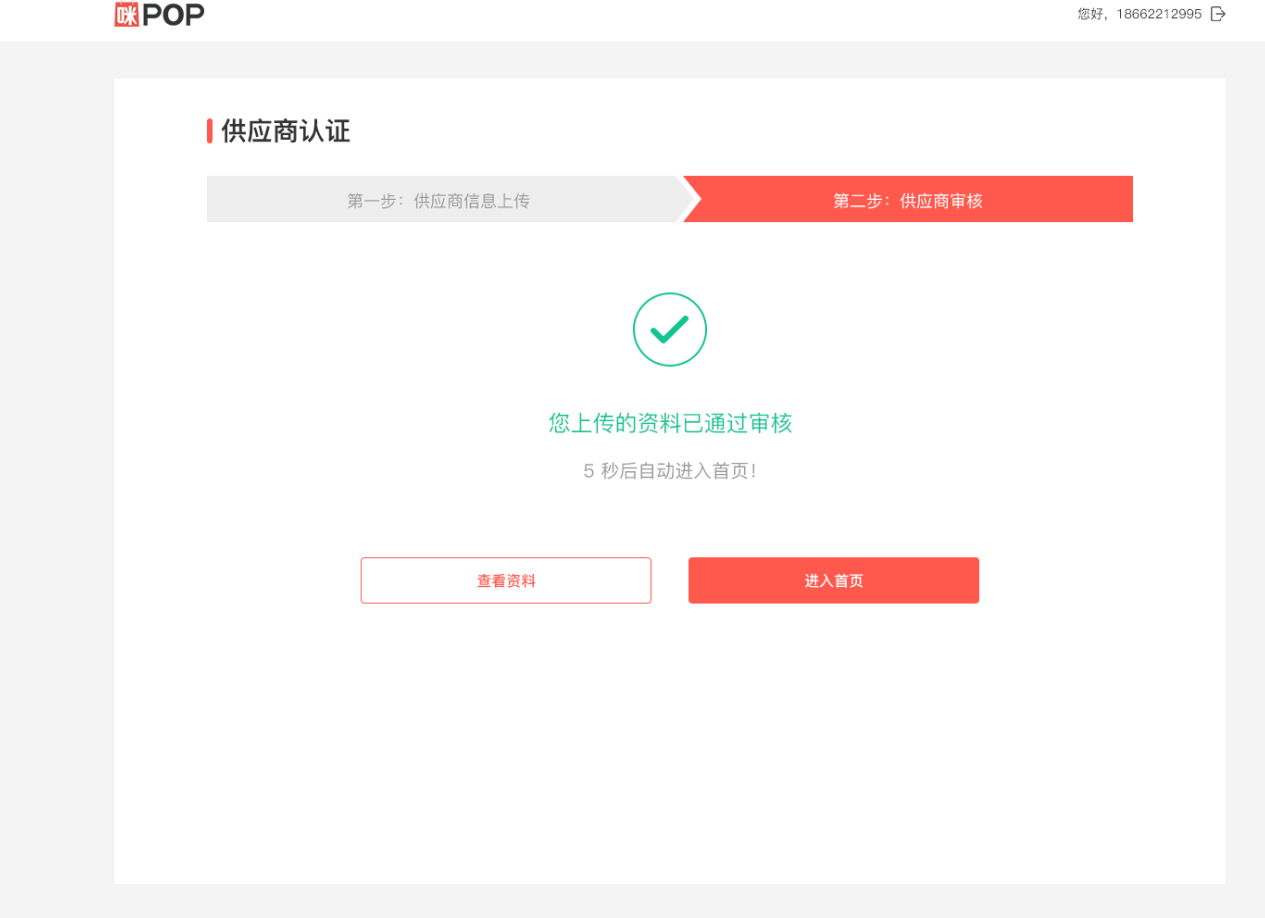 咪POP
您好，18662212995
供应商认证
第一步：供应商信息上传
第二步：供应商审核
您上传的资料已通过审核
5 秒后自动进入首页！
查看资料
进入首页